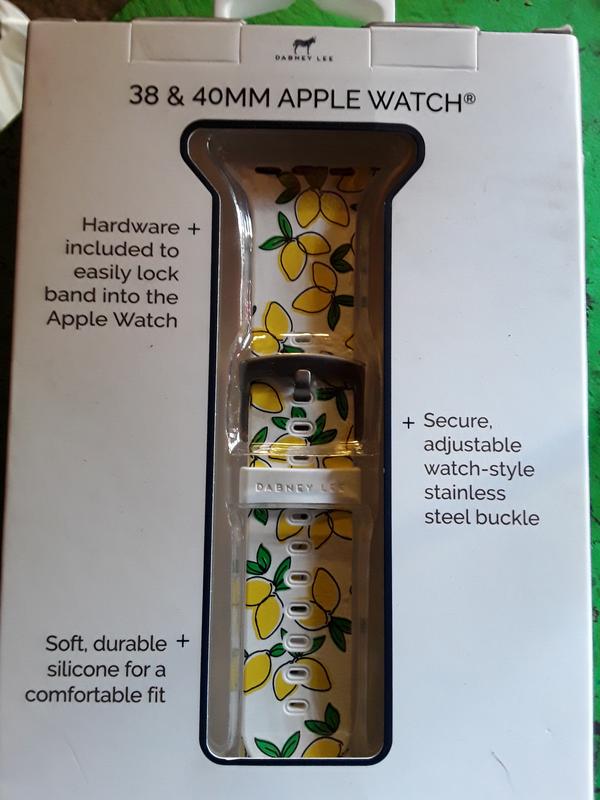 DABNEY LEE
38 & 40MM APPLE WATCH®
Hardware +
included to
easily lock
band into the
Apple Watch
+ Secure,
adjustable
watch-style
stainless
steel buckle
DABNEY LEE
Soft, durable +
silicone for a
comfortable fit